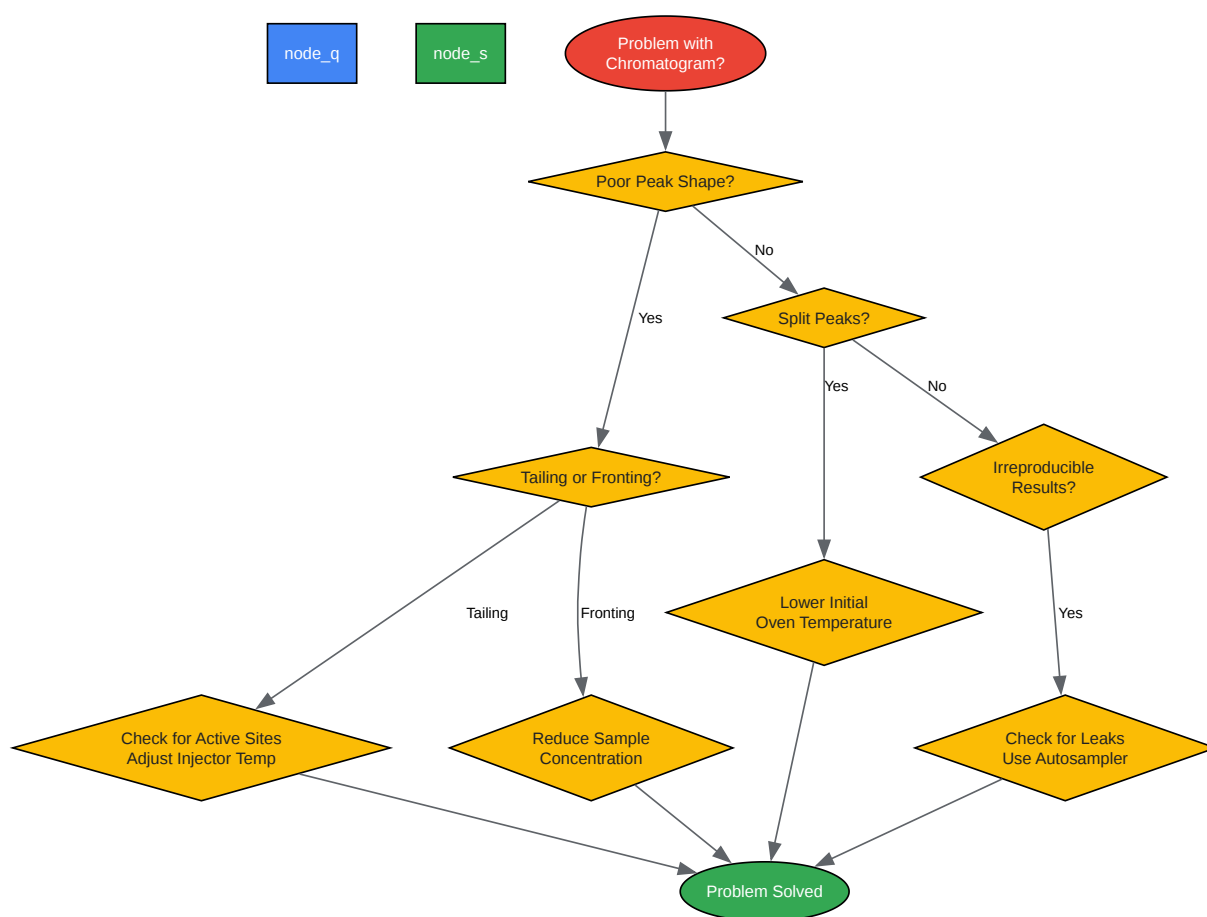 node_q
node_s
Problem with
Chromatogram?
Poor Peak Shape?
No
Yes
Split Peaks?
Yes
No
Tailing or Fronting?
Irreproducible
Results?
Tailing
Fronting
Lower Initial
Oven Temperature
Yes
Check for Active Sites
Adjust Injector Temp
Reduce Sample
Concentration
Check for Leaks
Use Autosampler
Problem Solved